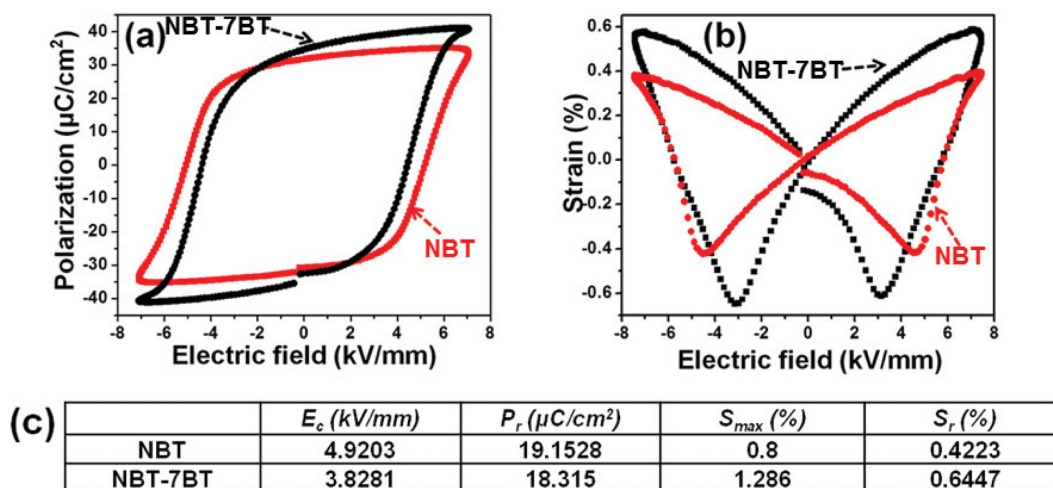 (a)
NBT-7BT
NBT
Polarization (µC/cm²)
40
30
20
10
0
-10
-20
-30
-40
-8 -6 -4 -2 0 2 4 6 8
Electric field (kV/mm)
(b)
NBT-7BT
NBT
Strain (%)
0.6
0.4
0.2
0.0
-0.2
-0.4
-0.6
-8 -6 -4 -2 0 2 4 6 8
Electric field (kV/mm)
(c)
E_c (kV/mm) P_r (µC/cm²) S_max (%) S_r (%)
NBT 4.9203 19.1528 0.8 0.4223
NBT-7BT 3.8281 18.315 1.286 0.6447